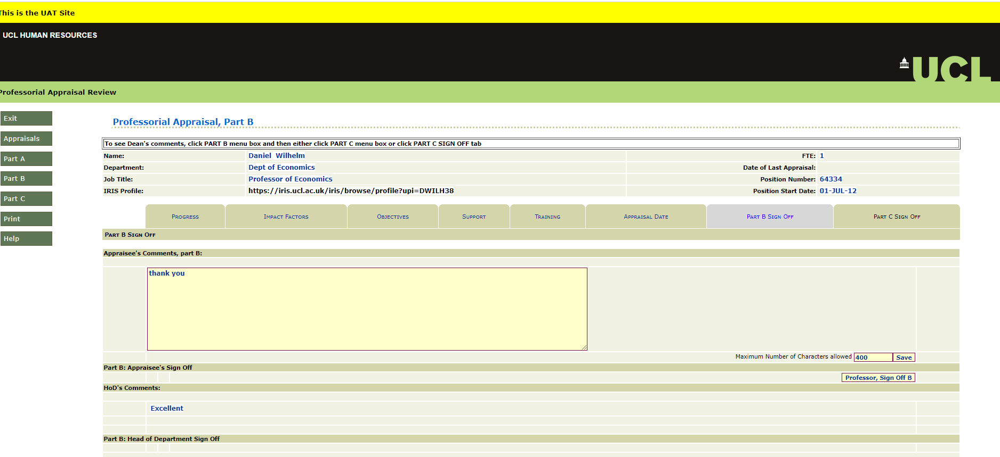 This is the UAT Site
UCL HUMAN RESOURCES
UCL
Professorial Appraisal Review
Exit
Appraisals
Part A
Part B
Part C
Print
Help
Professorial Appraisal, Part B
To see Dean's comments, click PART B menu box and then either click PART C menu box or click PART C SIGN OFF tab
Name: Daniel Wilhelm FTE: 1
Department: Dept of Economics Date of Last Appraisal:
Job Title: Professor of Economics Position Number: 64334
IRIS Profile: https://iris.ucl.ac.uk/iris/browse/profile?upi=DWILH38 Position Start Date: 01-JUL-12
Progress Impact Factors Objectives Support Training Appraisal Date Part B Sign Off Part C Sign Off
Part B Sign Off
Appraisee's Comments, part B:
thank you
Maximum Number of Characters allowed 400 Save
Part B: Appraisee's Sign Off
Professor, Sign Off B
HoD's Comments:
Excellent
Part B: Head of Department Sign Off